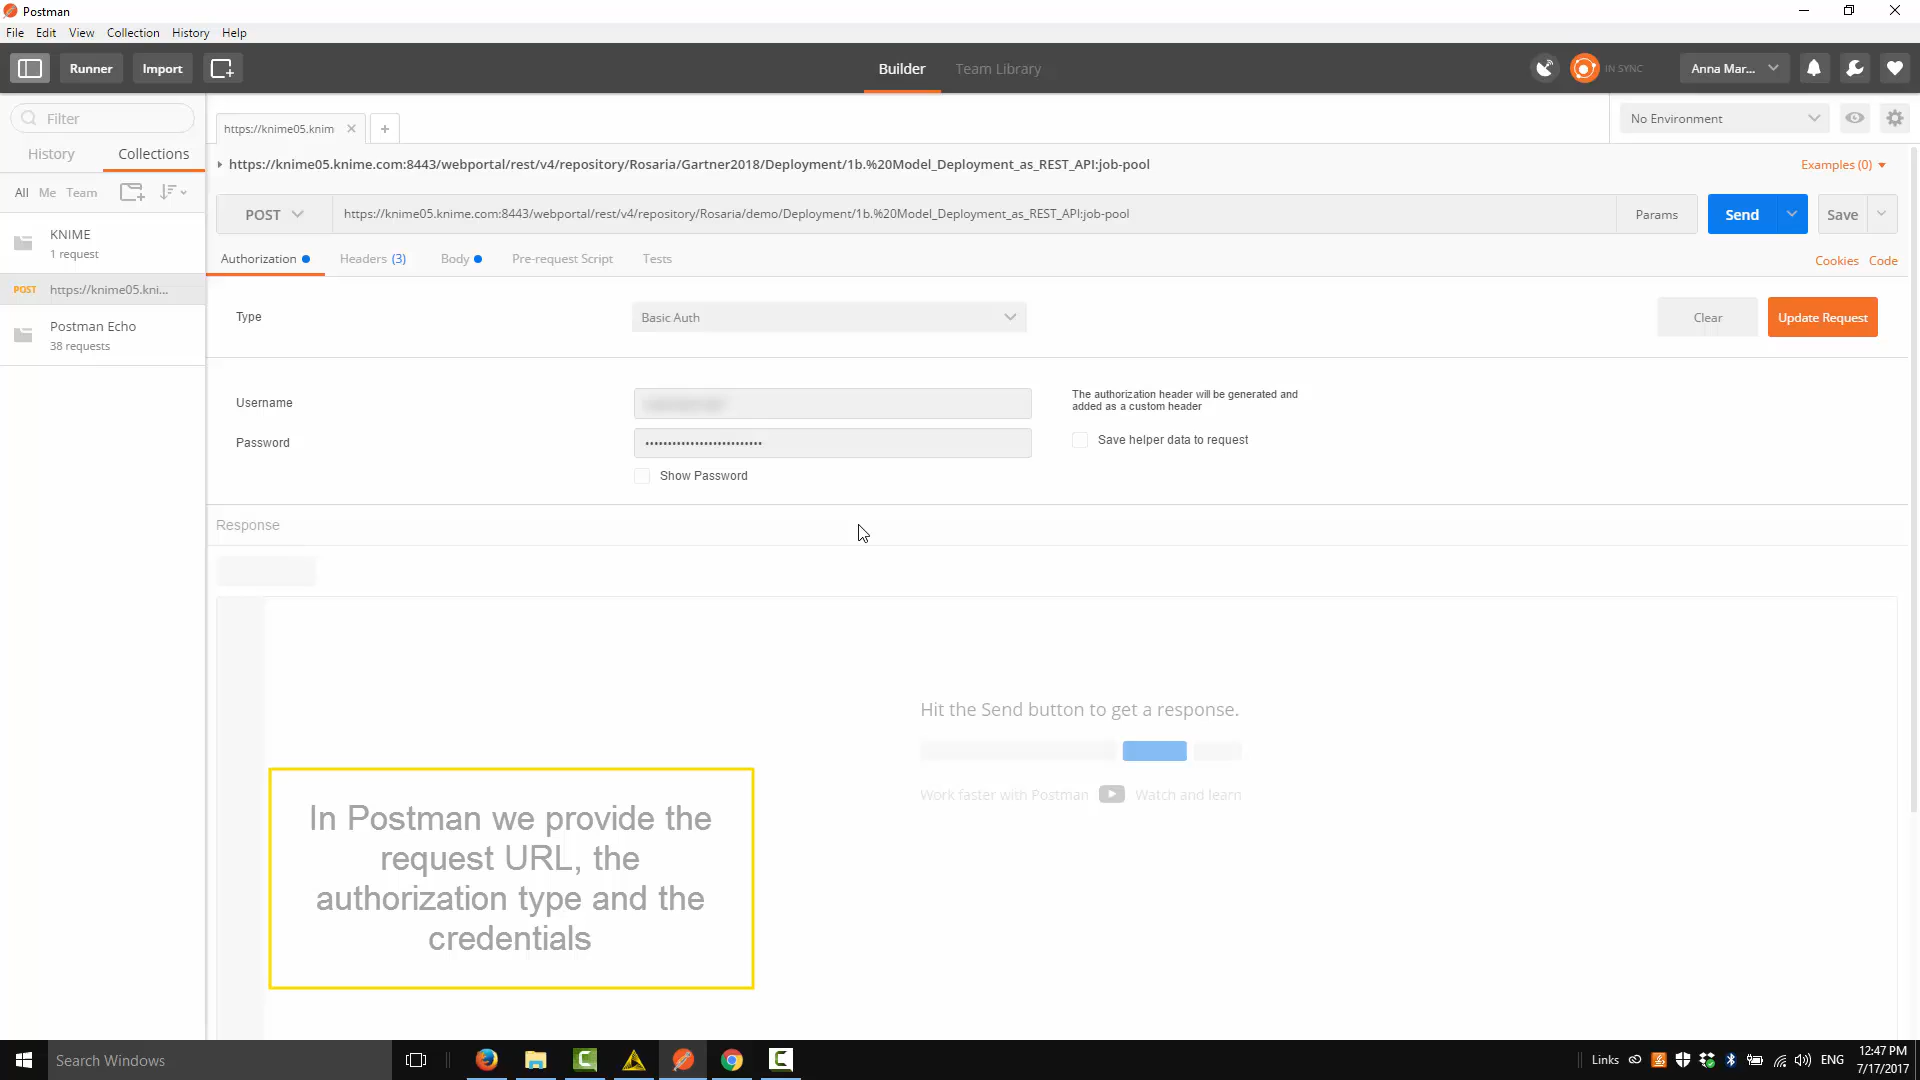 Postman
File Edit View Collection History Help
Runner Import Builder Team Library IN SYNC Anna Mar...
Filter
https://knime05.knim
No Environment
History Collections
https://knime05.knime.com:8443/webportal/rest/v4/repository/Rosaria/Gartner2018/Deployment/1b.%20Model_Deployment_as_REST_API:job-pool
Examples (0)
All Me Team
POST https://knime05.knime.com:8443/webportal/rest/v4/repository/Rosaria/demo/Deployment/1b.%20Model_Deployment_as_REST_API:job-pool Params Send Save
KNIME
1 request
Authorization Headers (3) Body Pre-request Script Tests Cookies Code
POST https://knime05.kni...
Postman Echo
38 requests
Type Basic Auth Clear Update Request
Username
The authorization header will be generated and
added as a custom header
Password ••••••••••••••••••••••••••
Save helper data to request
Show Password
Response
Hit the Send button to get a response.
Work faster with Postman Watch and learn
In Postman we provide the
request URL, the
authorization type and the
credentials
Search Windows
Links ENG
12:47 PM
7/17/2017